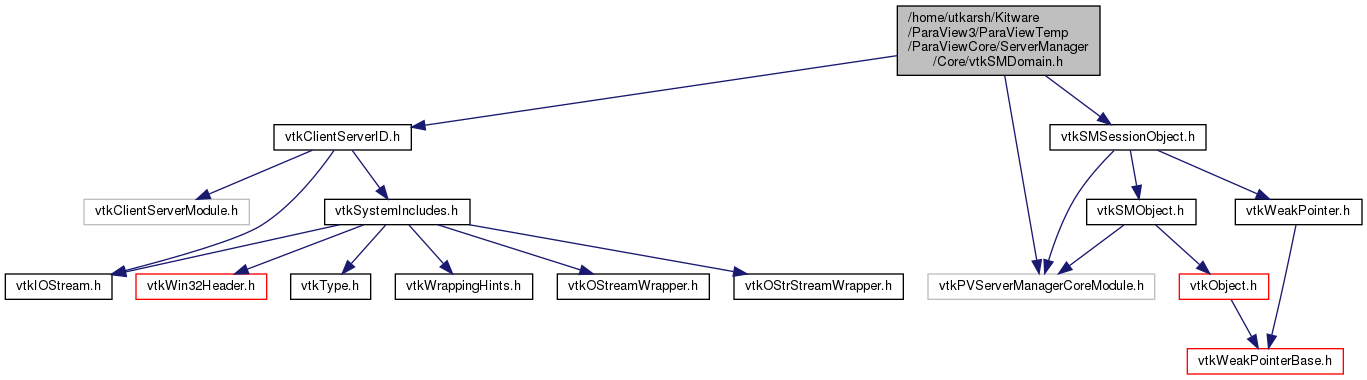 /home/utkarsh/Kitware
/ParaView3/ParaViewTemp
/ParaViewCore/ServerManager
/Core/vtkSMDomain.h
vtkClientServerID.h
vtkSMSessionObject.h
vtkClientServerModule.h
vtkSystemIncludes.h
vtkSMObject.h
vtkWeakPointer.h
vtkIOStream.h
vtkWin32Header.h
vtkType.h
vtkWrappingHints.h
vtkOStreamWrapper.h
vtkOStrStreamWrapper.h
vtkPVServerManagerCoreModule.h
vtkObject.h
vtkWeakPointerBase.h